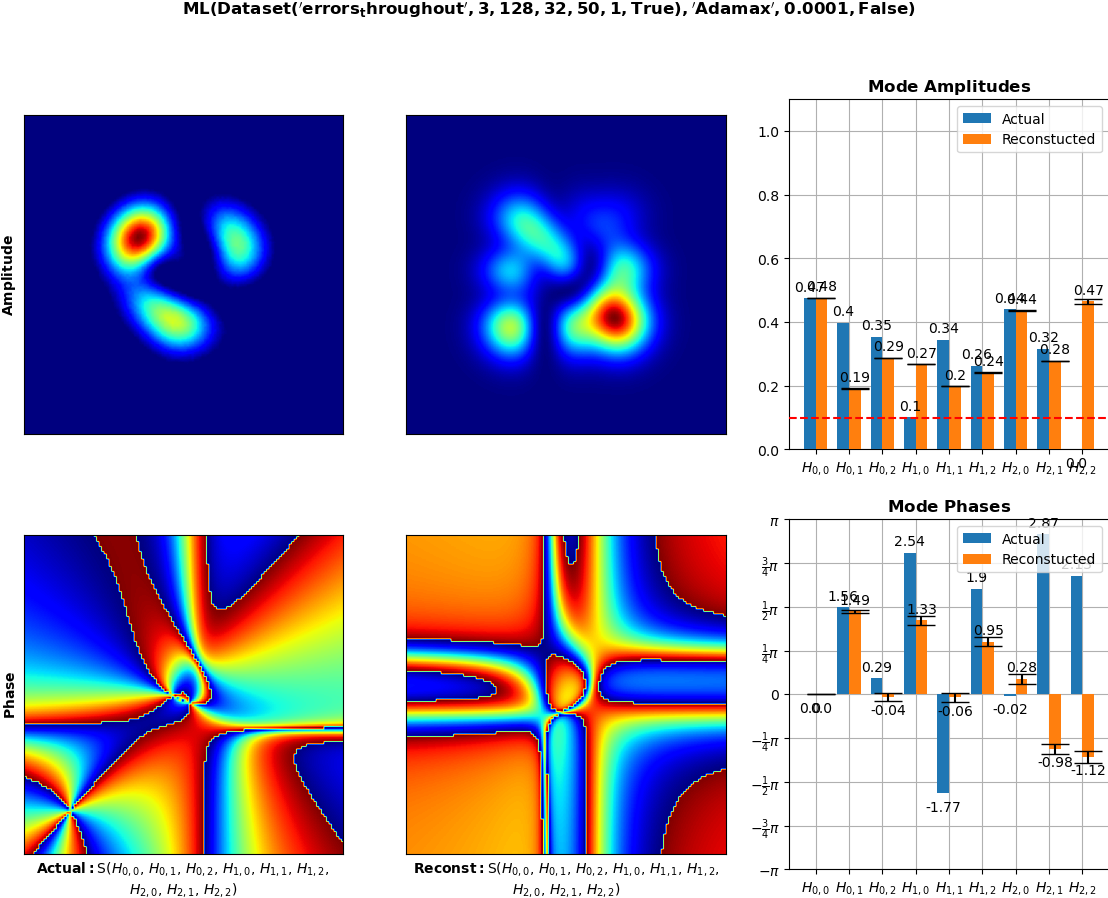 ML(Dataset('errors_throughout', 3, 128, 32, 50, 1, True), 'Adamax', 0.0001, False)
Mode Amplitudes
Actual
Reconstucted
1.0
0.8
0.6
0.4
0.2
0.0
0.47 0.48
0.4 0.19
0.35 0.29
0.1 0.27
0.34 0.2
0.26 0.24
0.44 0.44
0.32 0.28
0.0 0.47
H0,0 H0,1 H0,2 H1,0 H1,1 H1,2 H2,0 H2,1 H2,2
Amplitude
Mode Phases
Actual
Reconstucted
π
3/4π
1/2π
1/4π
0
−1/4π
−1/2π
−3/4π
−π
0.0 0.0
1.56 1.49
0.29 -0.04
2.54 1.33
-1.77 -0.06
1.9 0.95
-0.02 0.28
2.87 -0.98
-1.12
H0,0 H0,1 H0,2 H1,0 H1,1 H1,2 H2,0 H2,1 H2,2
Phase
Actual: S(H0,0, H0,1, H0,2, H1,0, H1,1, H1,2,
H2,0, H2,1, H2,2)
Reconst: S(H0,0, H0,1, H0,2, H1,0, H1,1, H1,2,
H2,0, H2,1, H2,2)